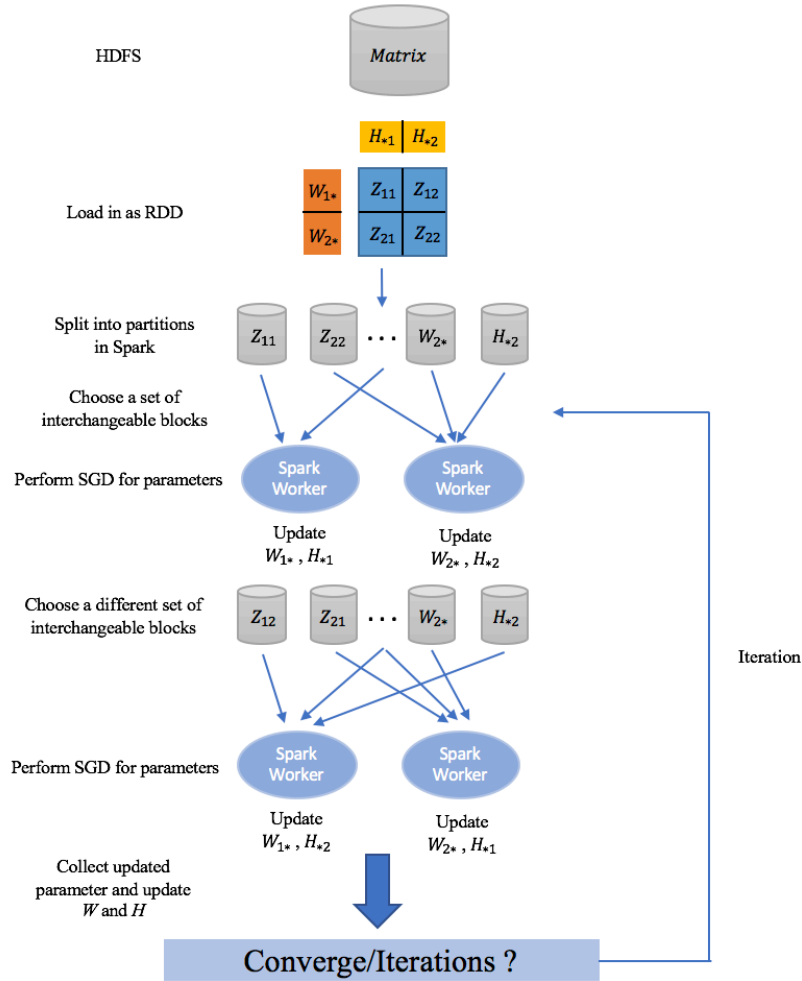 HDFS
Matrix
H*1 H*2
Load in as RDD
W1* Z11 Z12
W2* Z21 Z22
Split into partitions
in Spark
Z11 Z22 ... W2* H*2
Choose a set of
interchangeable blocks
Perform SGD for parameters
Spark
Worker
Spark
Worker
Update
W1* , H*1
Update
W2* , H*2
Choose a different set of
interchangeable blocks
Z12 Z21 ... W2* H*2
Iteration
Perform SGD for parameters
Spark
Worker
Spark
Worker
Update
W1* , H*2
Update
W2* , H*1
Collect updated
parameter and update
W and H
Converge/Iterations ?